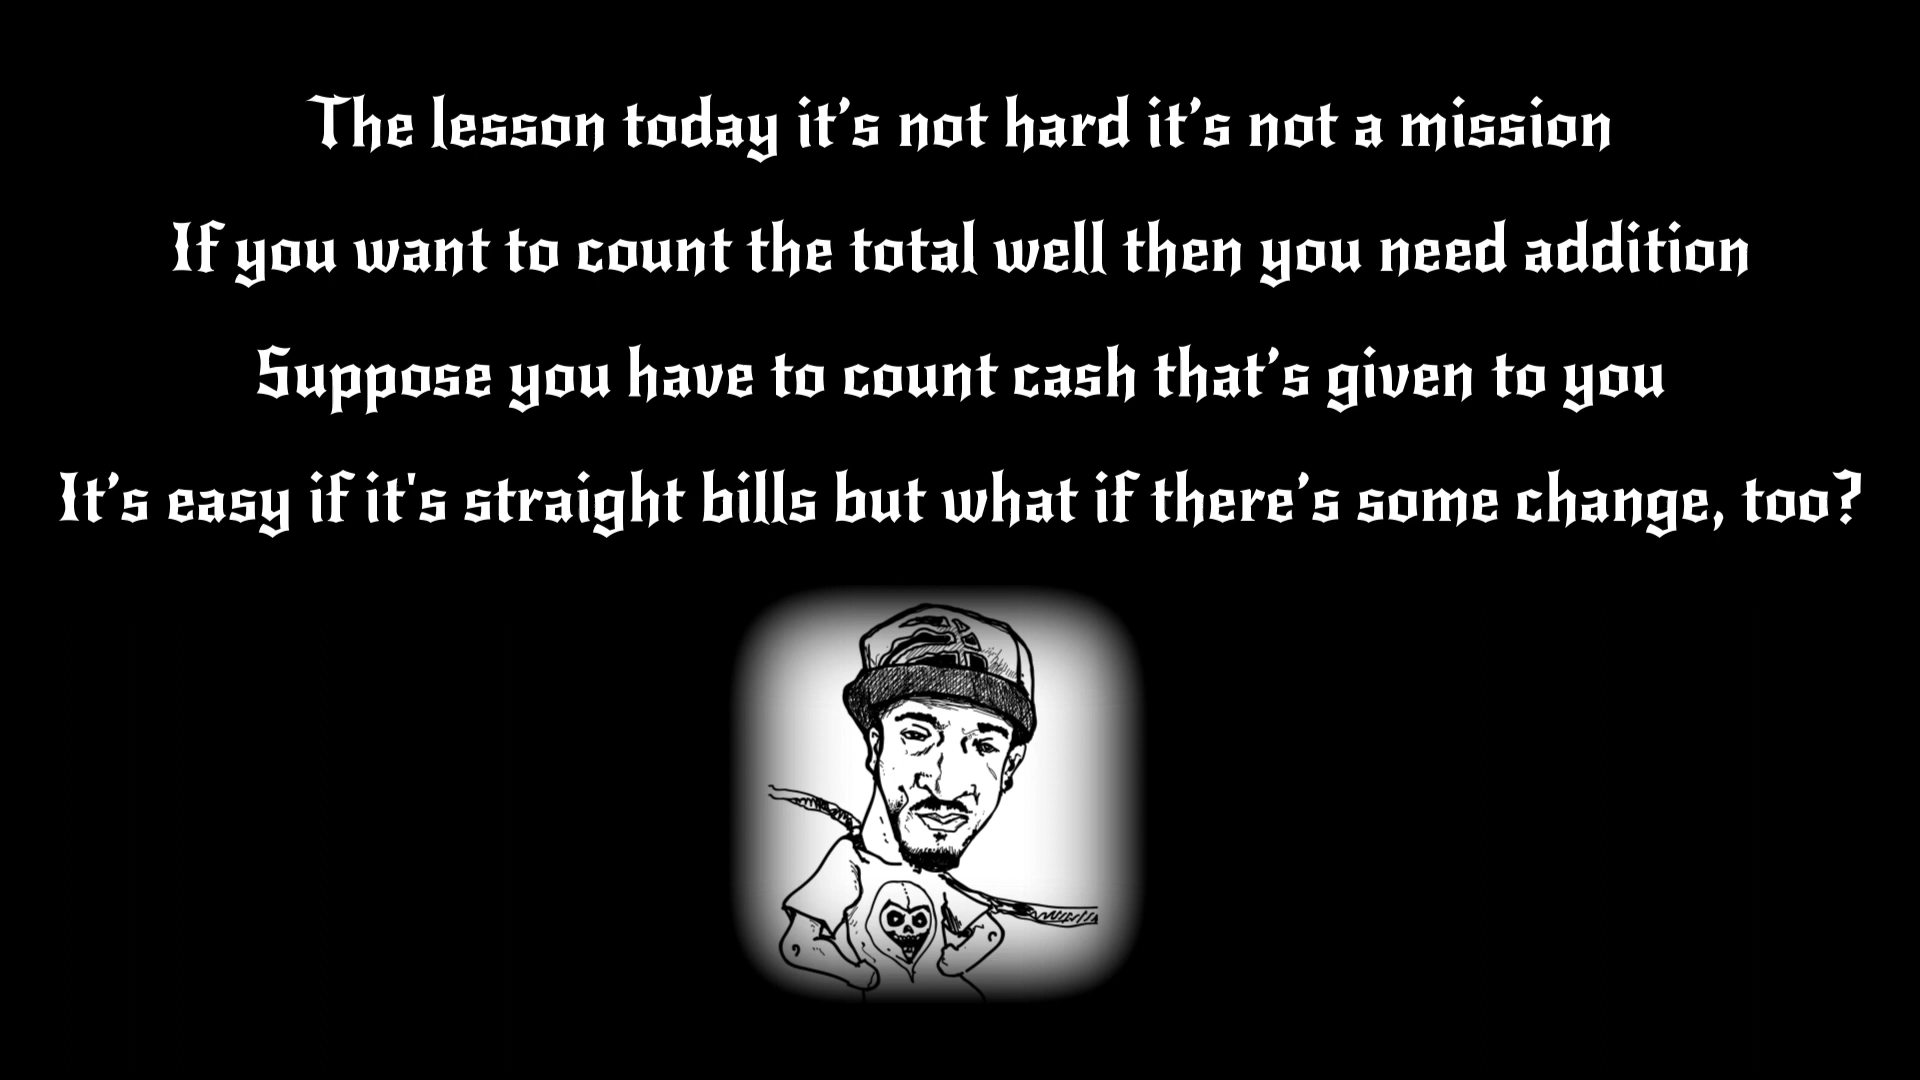 The lesson today it’s not hard it’s not a mission
If you want to count the total well then you need addition
Suppose you have to count cash that’s given to you
It’s easy if it's straight bills but what if there’s some change, too?